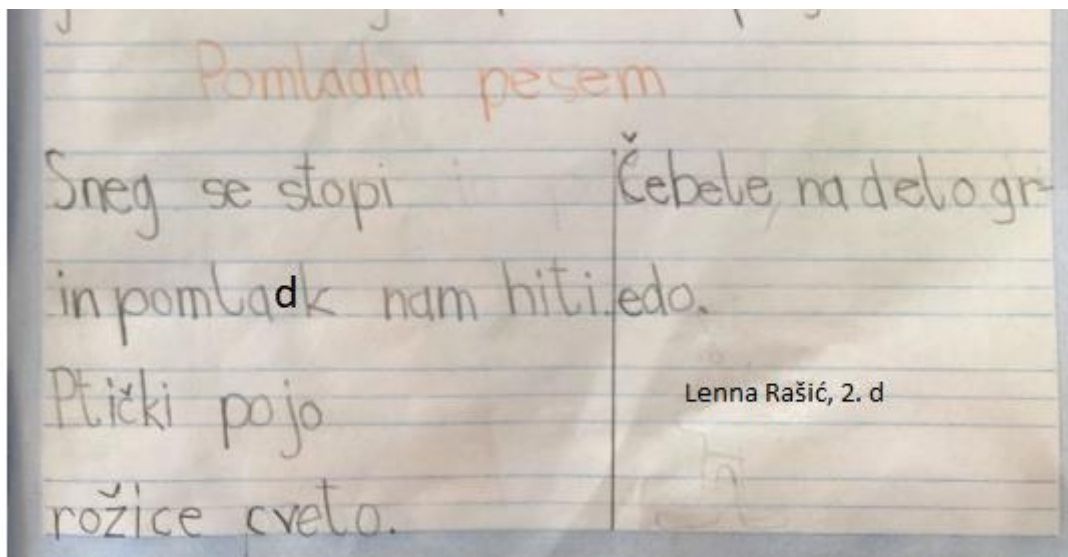 Pomladna pesem
Sneg se stopi
in pomladk nam hiti.
Ptički pojo
rožice cveto.
Čebele na delo gr-
edo.
Lenna Rašić, 2. d